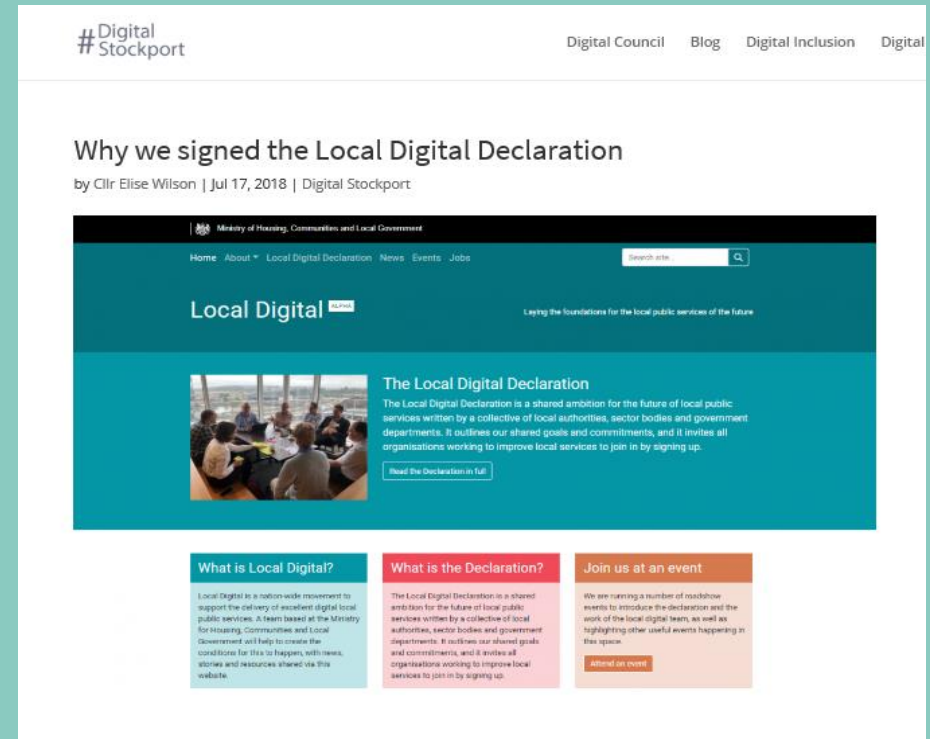 # Digital
Stockport
Digital Council Blog Digital Inclusion Digital
Why we signed the Local Digital Declaration
by Cllr Elise Wilson | Jul 17, 2018 | Digital Stockport
Ministry of Housing, Communities and Local Government
Home About Local Digital Declaration News Events Jobs
Search site..
Local Digital ALPHA
Laying the foundations for the local public services of the future
The Local Digital Declaration
The Local Digital Declaration is a shared ambition for the future of local public
services written by a collective of local authorities, sector bodies and government
departments. It outlines our shared goals and commitments, and it invites all
organisations working to improve local services to join in by signing up.
Read the Declaration in full
What is Local Digital?
Local Digital is a nation-wide movement to
support the delivery of excellent digital local
public services. A team based at the Ministry
for Housing, Communities and Local
Government will help to create the
conditions for this to happen, with news,
stories and resources shared via this
website.
What is the Declaration?
The Local Digital Declaration is a shared
ambition for the future of local public
services written by a collective of local
authorities, sector bodies and government
departments. It outlines our shared goals
and commitments, and it invites all
organisations working to improve local
services to join in by signing up.
Join us at an event
We are running a number of roadshow
events to introduce the declaration and the
work of the local digital team, as well as
highlighting other useful events happening in
this space.
Attend an event